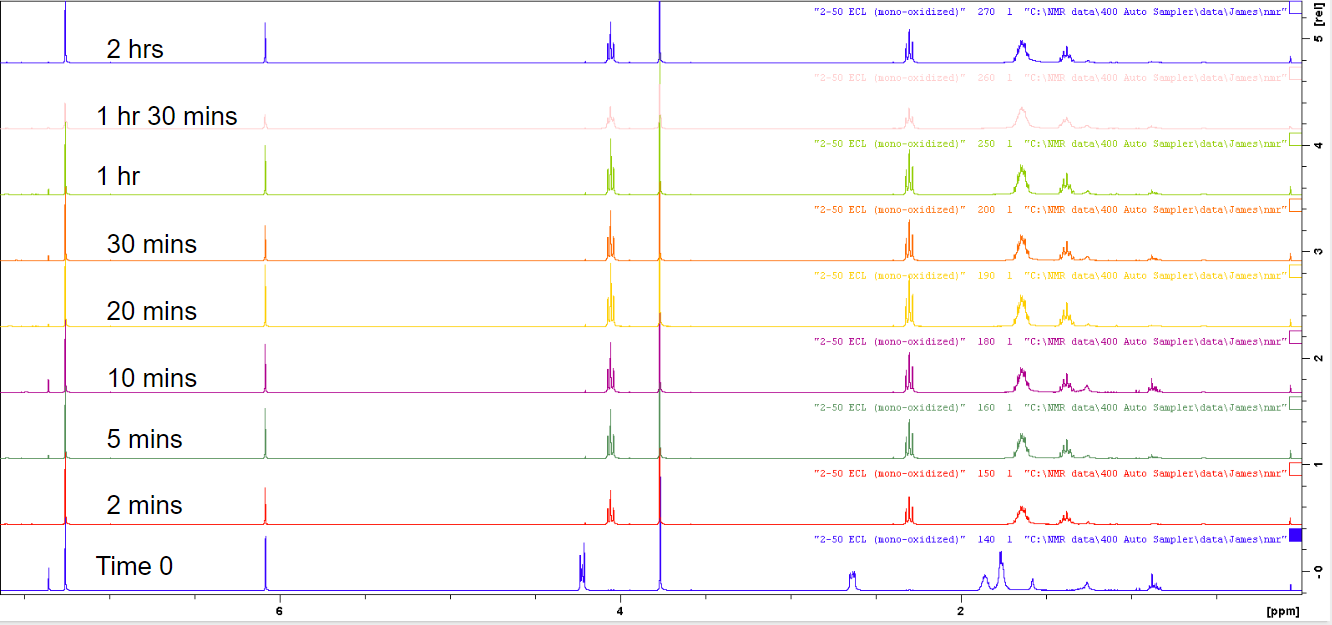 "2-50 ECL (mono-oxidized)" 270 1 "C:\NMR data\400 Auto Sampler\data\James\nmr"
2 hrs
"2-50 ECL (mono-oxidized)" 260 1 "C:\NMR data\400 Auto Sampler\data\James\nmr"
1 hr 30 mins
"2-50 ECL (mono-oxidized)" 250 1 "C:\NMR data\400 Auto Sampler\data\James\nmr"
1 hr
"2-50 ECL (mono-oxidized)" 200 1 "C:\NMR data\400 Auto Sampler\data\James\nmr"
30 mins
"2-50 ECL (mono-oxidized)" 190 1 "C:\NMR data\400 Auto Sampler\data\James\nmr"
20 mins
"2-50 ECL (mono-oxidized)" 180 1 "C:\NMR data\400 Auto Sampler\data\James\nmr"
10 mins
"2-50 ECL (mono-oxidized)" 160 1 "C:\NMR data\400 Auto Sampler\data\James\nmr"
5 mins
"2-50 ECL (mono-oxidized)" 150 1 "C:\NMR data\400 Auto Sampler\data\James\nmr"
2 mins
"2-50 ECL (mono-oxidized)" 140 1 "C:\NMR data\400 Auto Sampler\data\James\nmr"
Time 0
[rel]
5
4
3
2
1
0
6 4 2 [ppm]